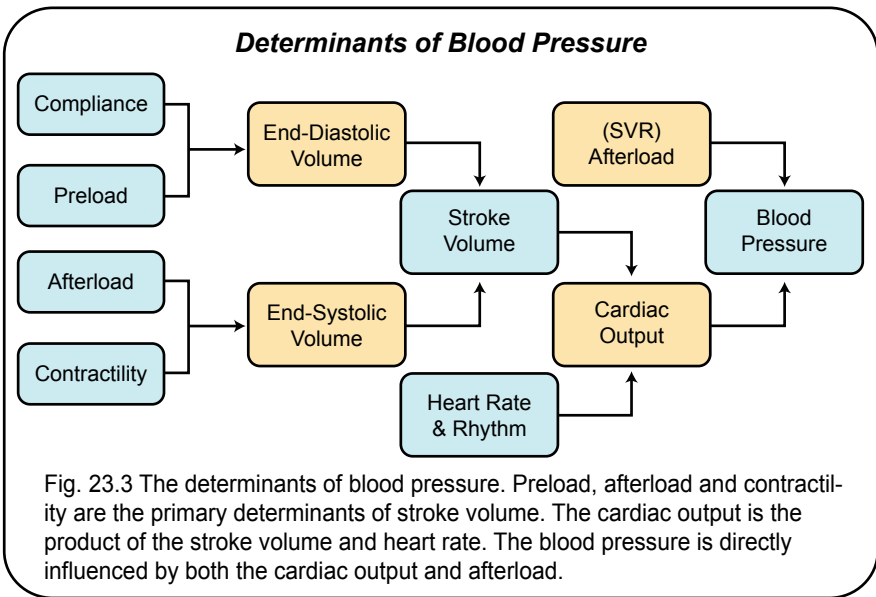 Determinants of Blood Pressure
Compliance
Preload
Afterload
Contractility
End-Diastolic
Volume
End-Systolic
Volume
Stroke
Volume
Heart Rate
& Rhythm
(SVR)
Afterload
Cardiac
Output
Blood
Pressure
Fig. 23.3 The determinants of blood pressure. Preload, afterload and contractil-
ity are the primary determinants of stroke volume. The cardiac output is the
product of the stroke volume and heart rate. The blood pressure is directly
influenced by both the cardiac output and afterload.